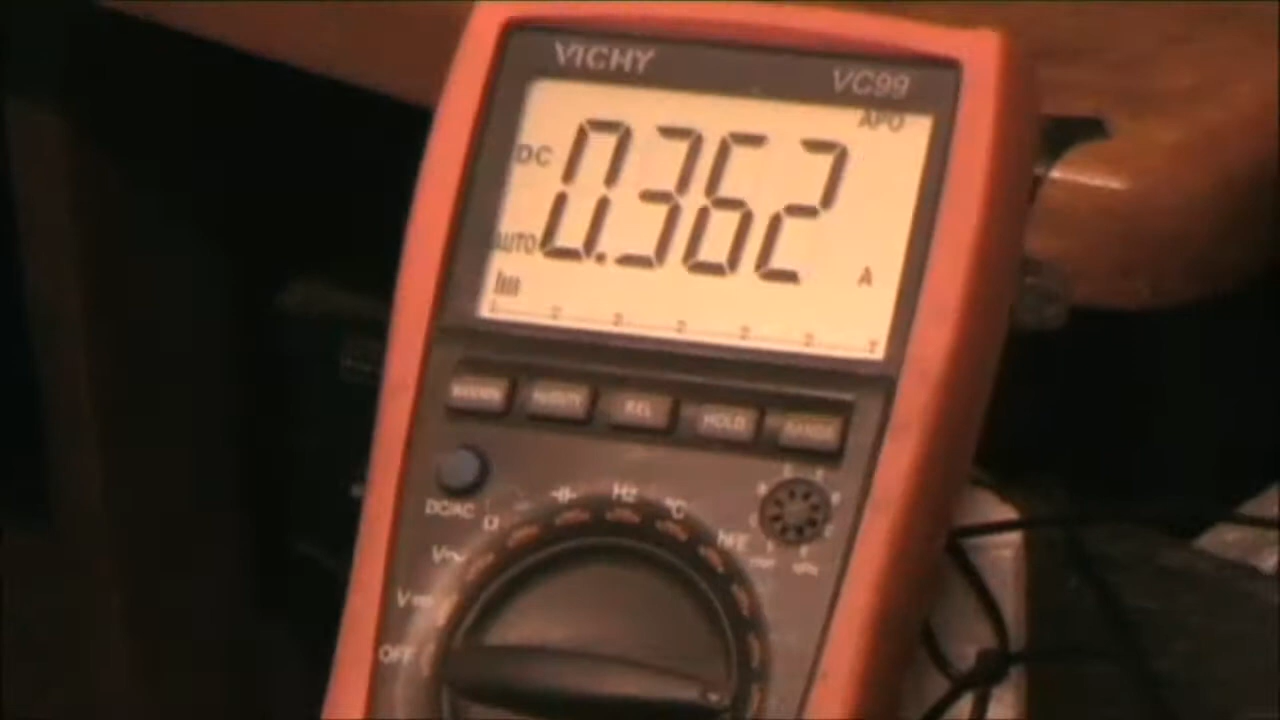 VICHY
VC99
APO
DC
0.362
AUTO
A
REL
HOLD
RANGE
DC/AC
Hz
°C
hFE
V~
V
OFF